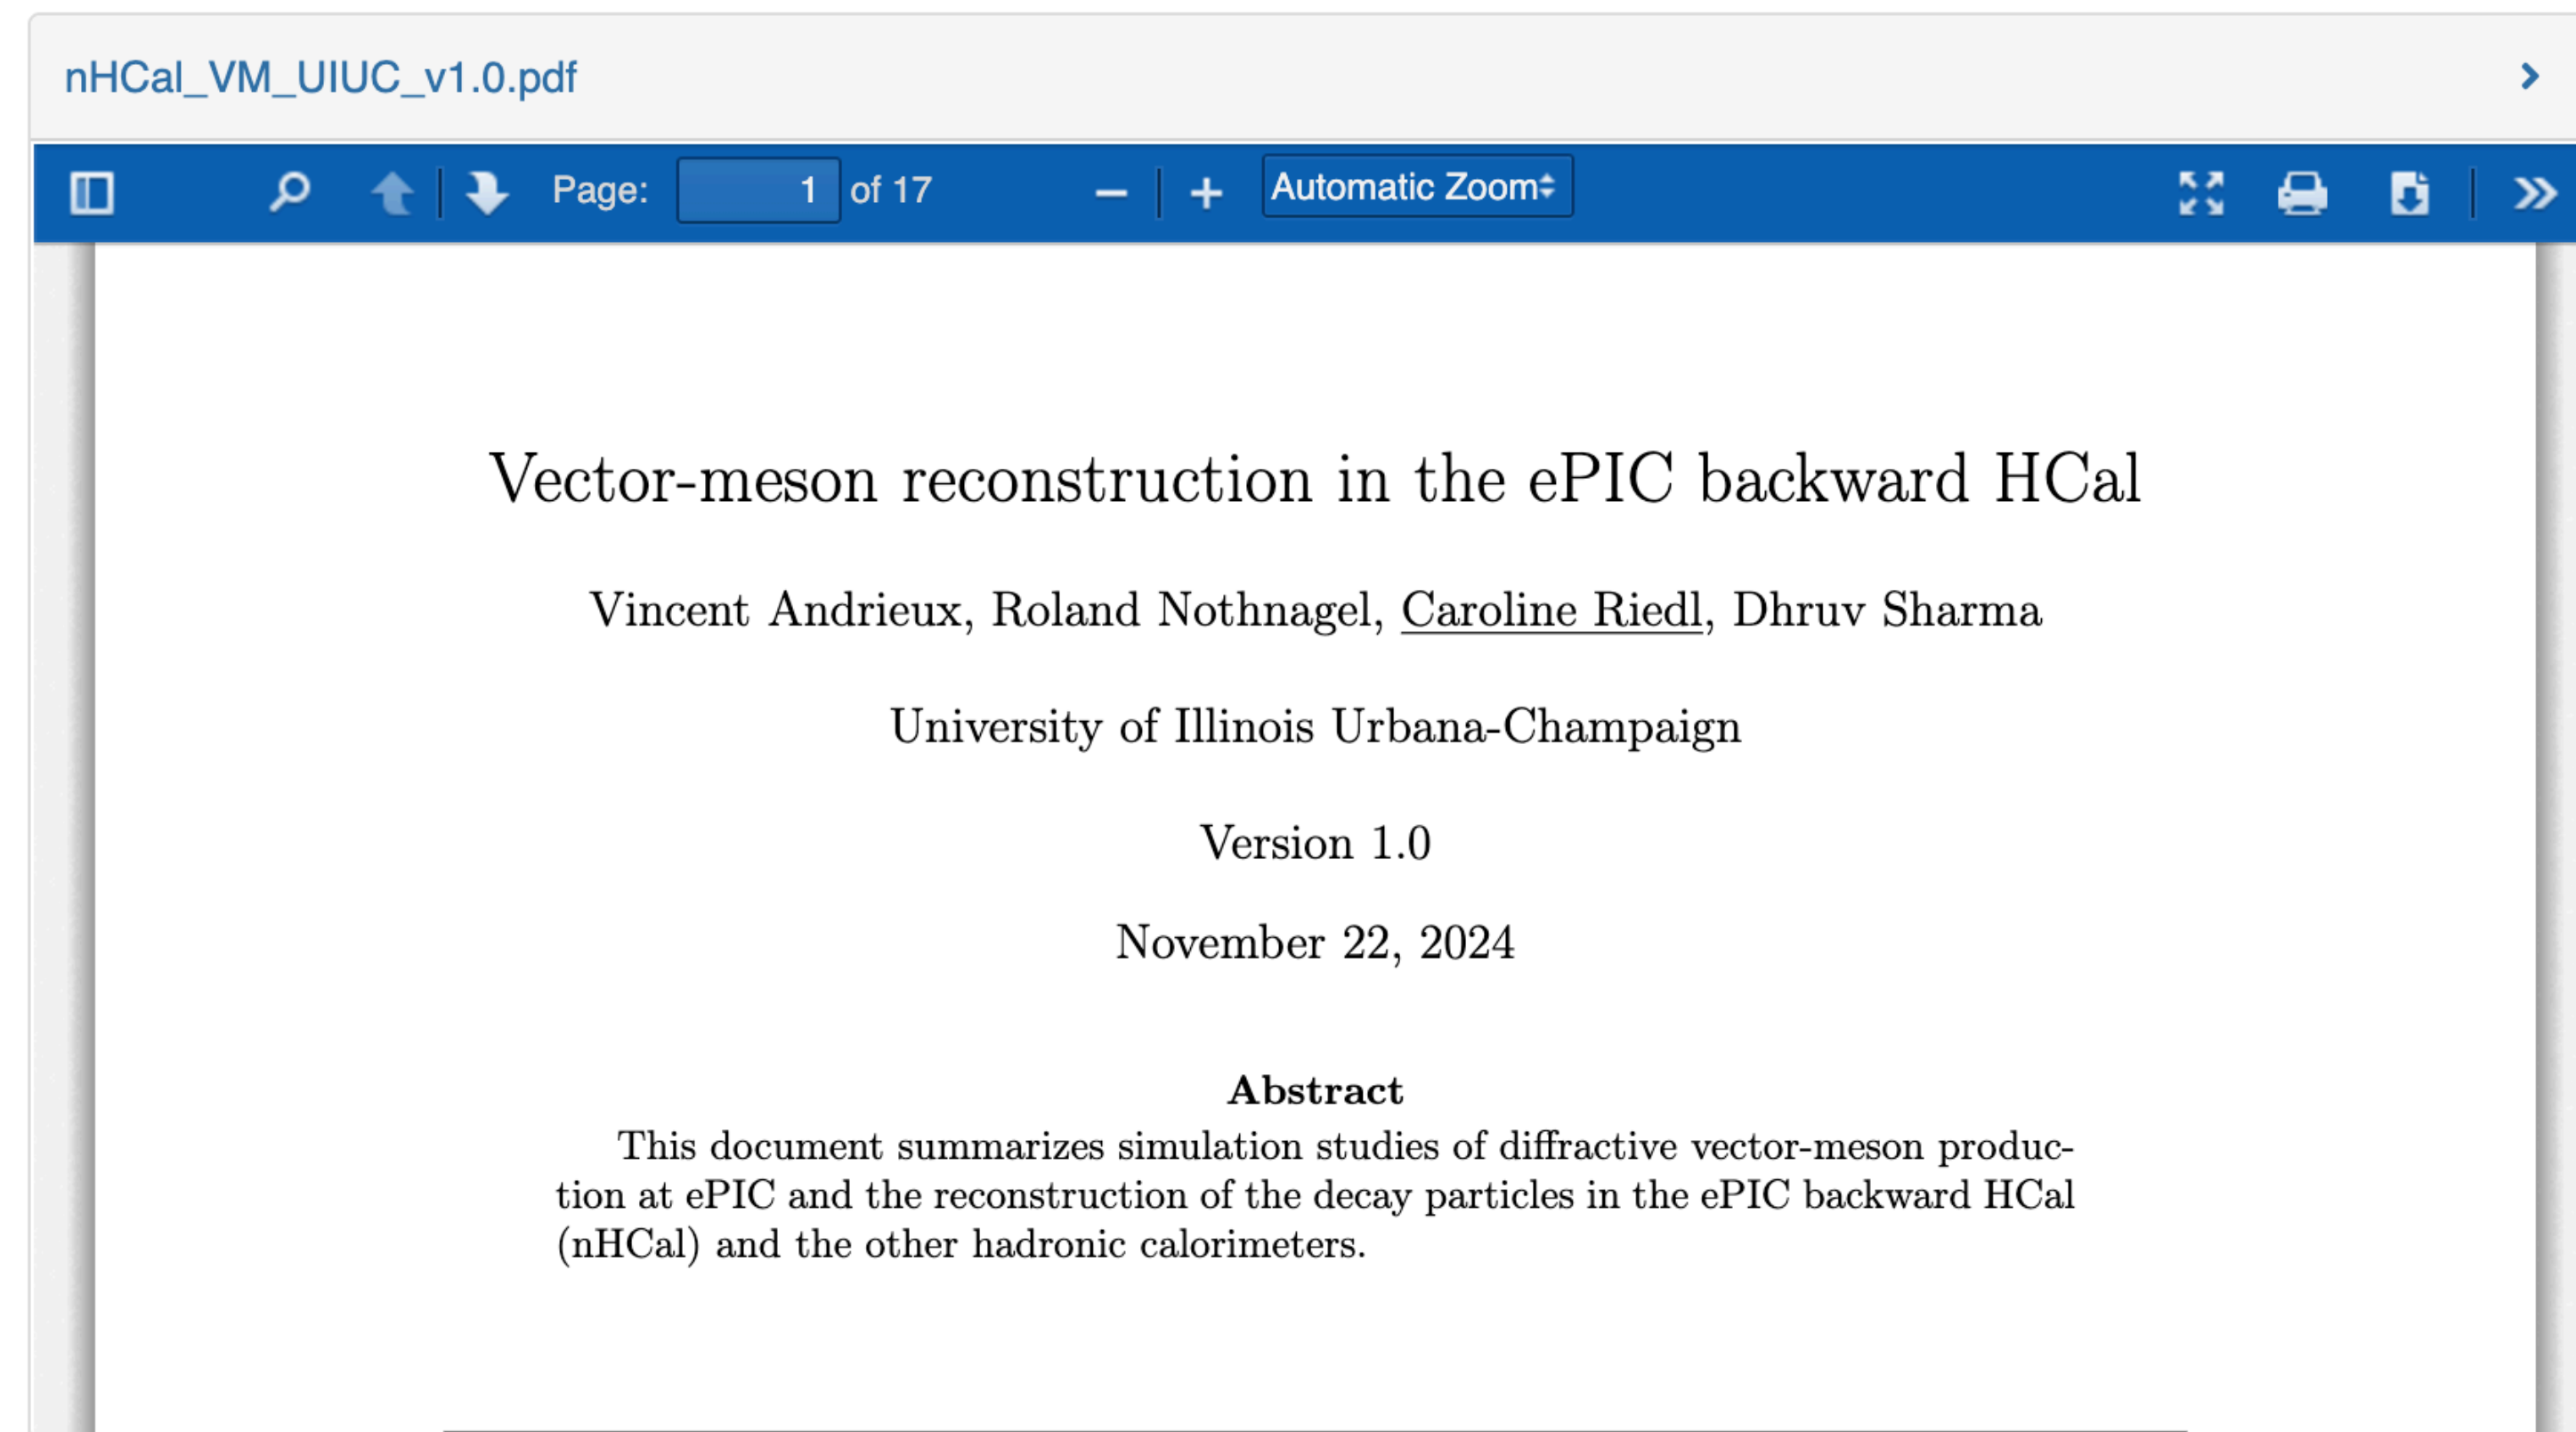 nHCal_VM_UIUC_v1.0.pdf
Page: 1 of 17 Automatic Zoom
Vector-meson reconstruction in the ePIC backward HCal
Vincent Andrieux, Roland Nothnagel, Caroline Riedl, Dhruv Sharma
University of Illinois Urbana-Champaign
Version 1.0
November 22, 2024
Abstract
This document summarizes simulation studies of diffractive vector-meson produc-
tion at ePIC and the reconstruction of the decay particles in the ePIC backward HCal
(nHCal) and the other hadronic calorimeters.